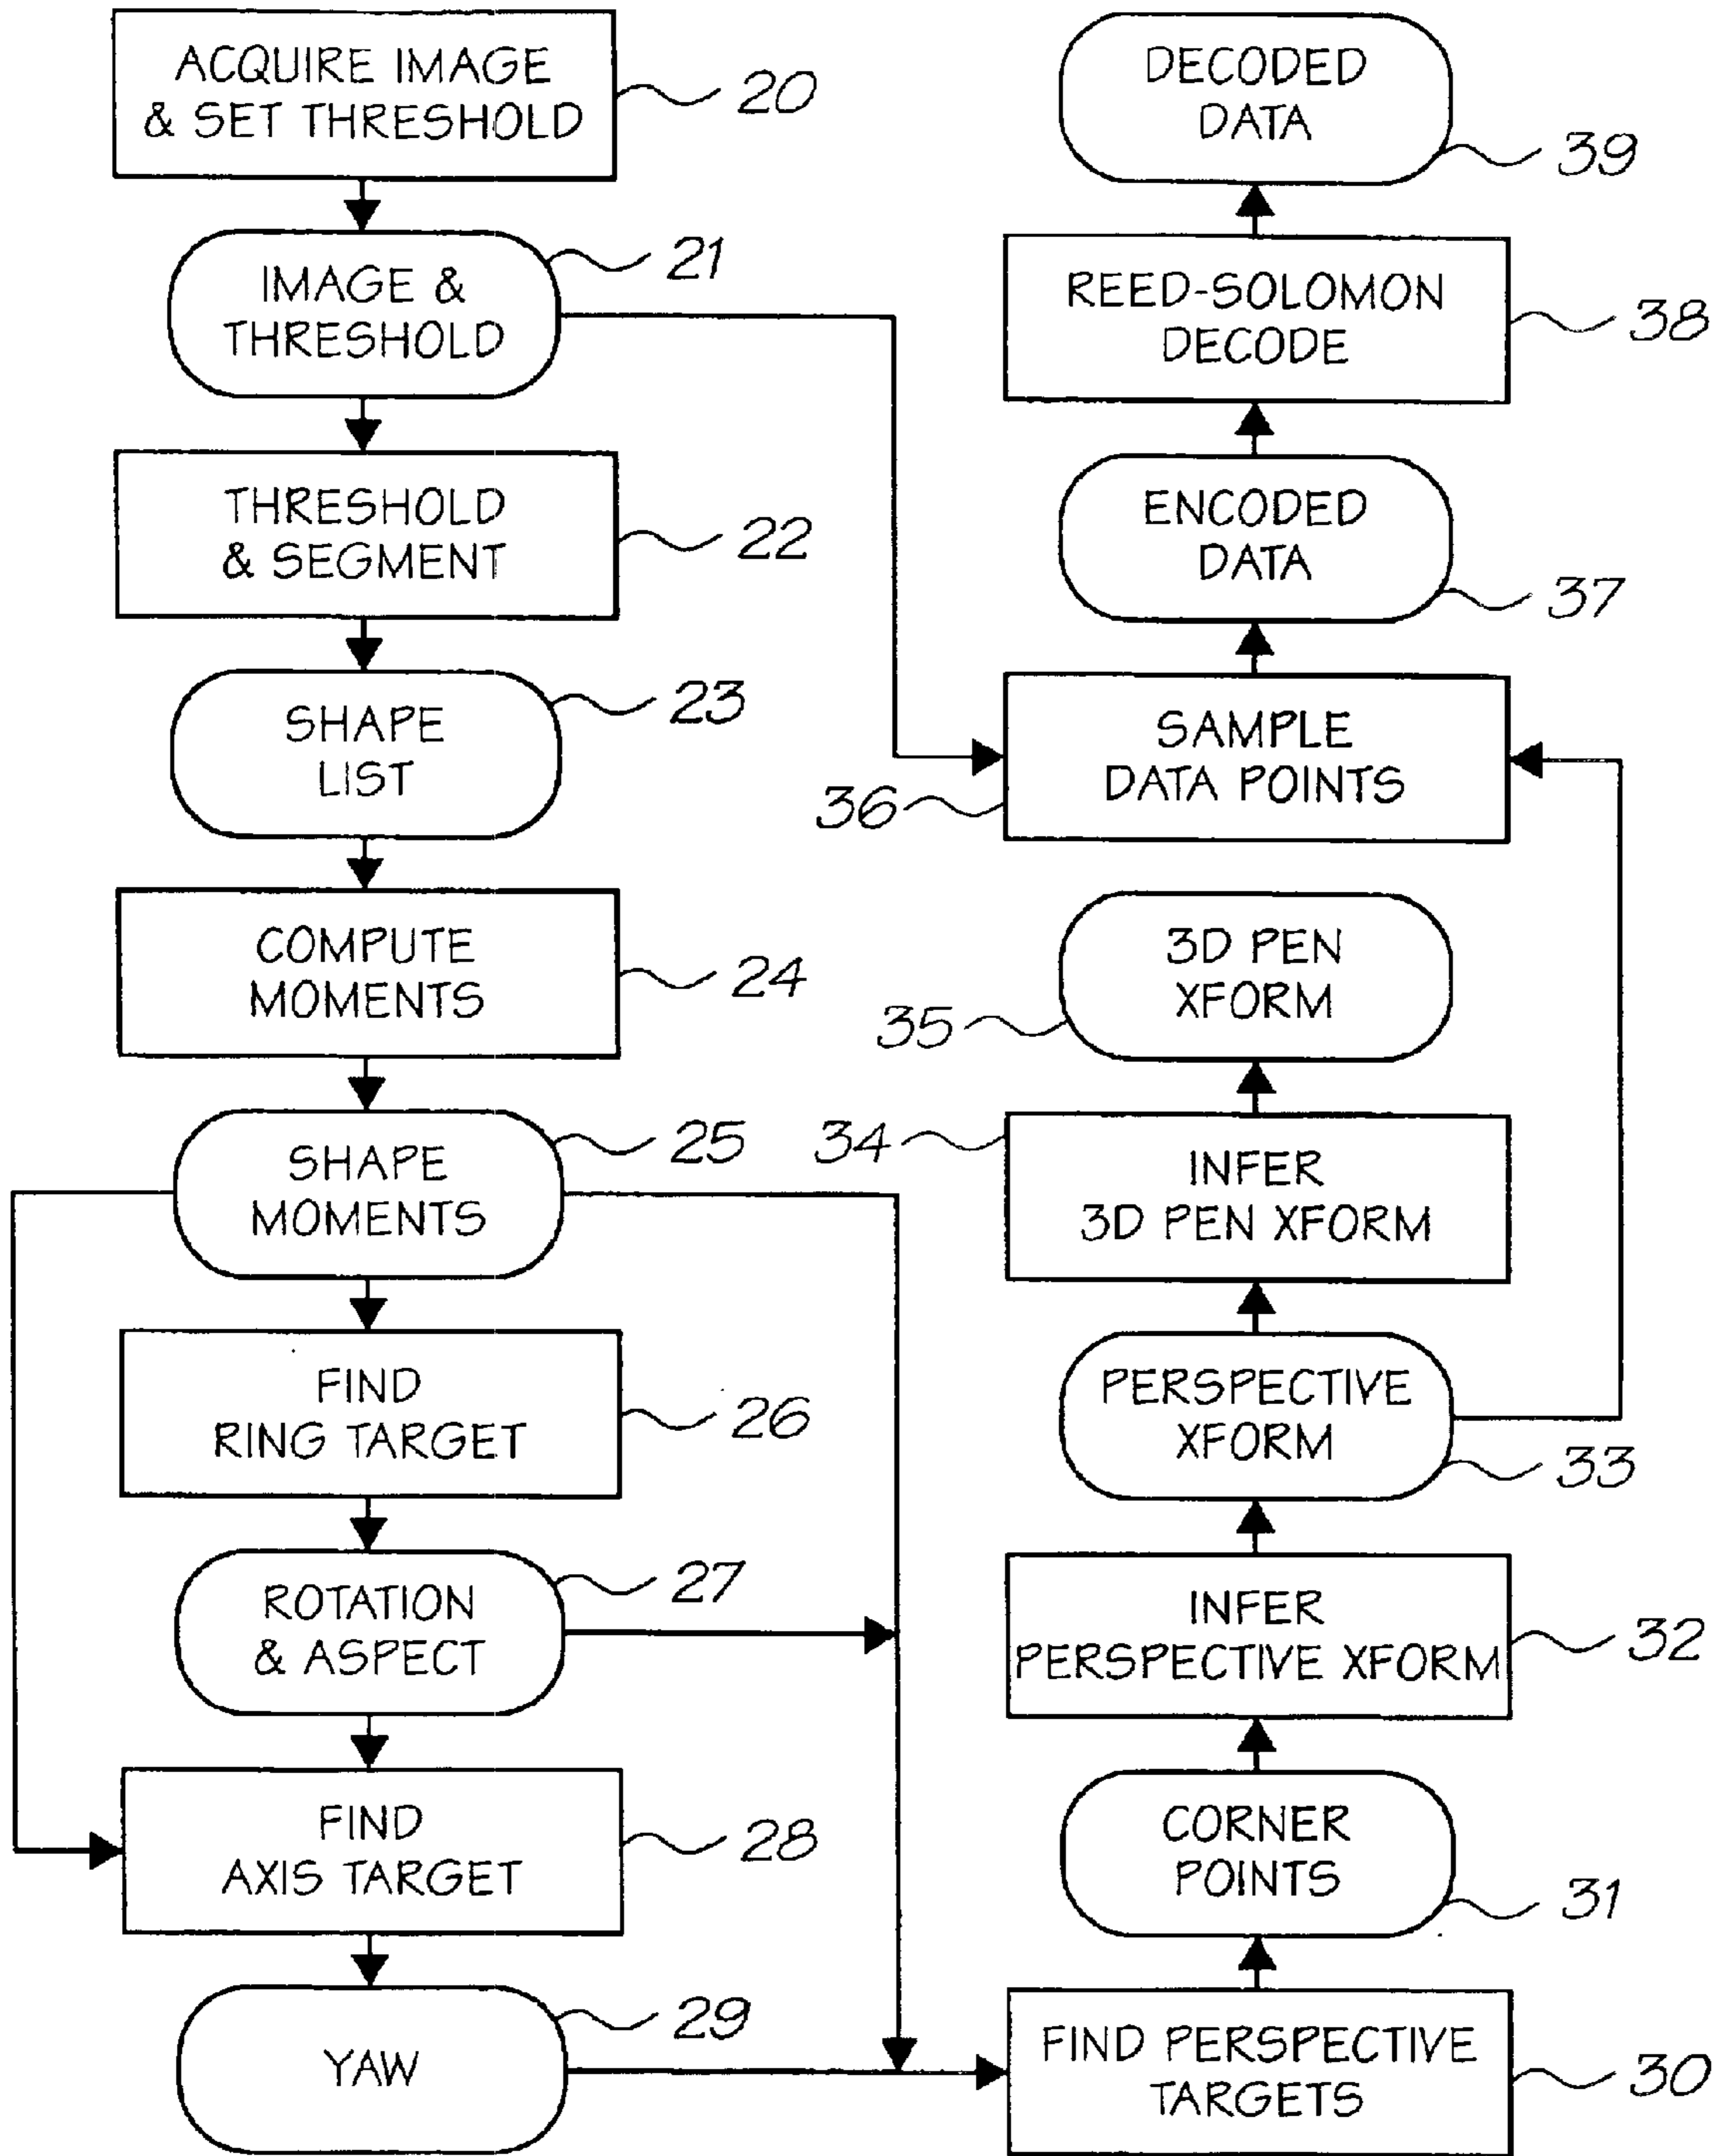 ACQUIRE IMAGE
& SET THRESHOLD
20
IMAGE &
THRESHOLD
21
THRESHOLD
& SEGMENT
22
SHAPE
LIST
23
COMPUTE
MOMENTS
24
SHAPE
MOMENTS
25
FIND
RING TARGET
26
ROTATION
& ASPECT
27
FIND
AXIS TARGET
28
YAW
29
DECODED
DATA
39
REED-SOLOMON
DECODE
38
ENCODED
DATA
37
SAMPLE
DATA POINTS
36
3D PEN
XFORM
35
INFER
3D PEN XFORM
34
PERSPECTIVE
XFORM
33
INFER
PERSPECTIVE XFORM
32
CORNER
POINTS
31
FIND PERSPECTIVE
TARGETS
30